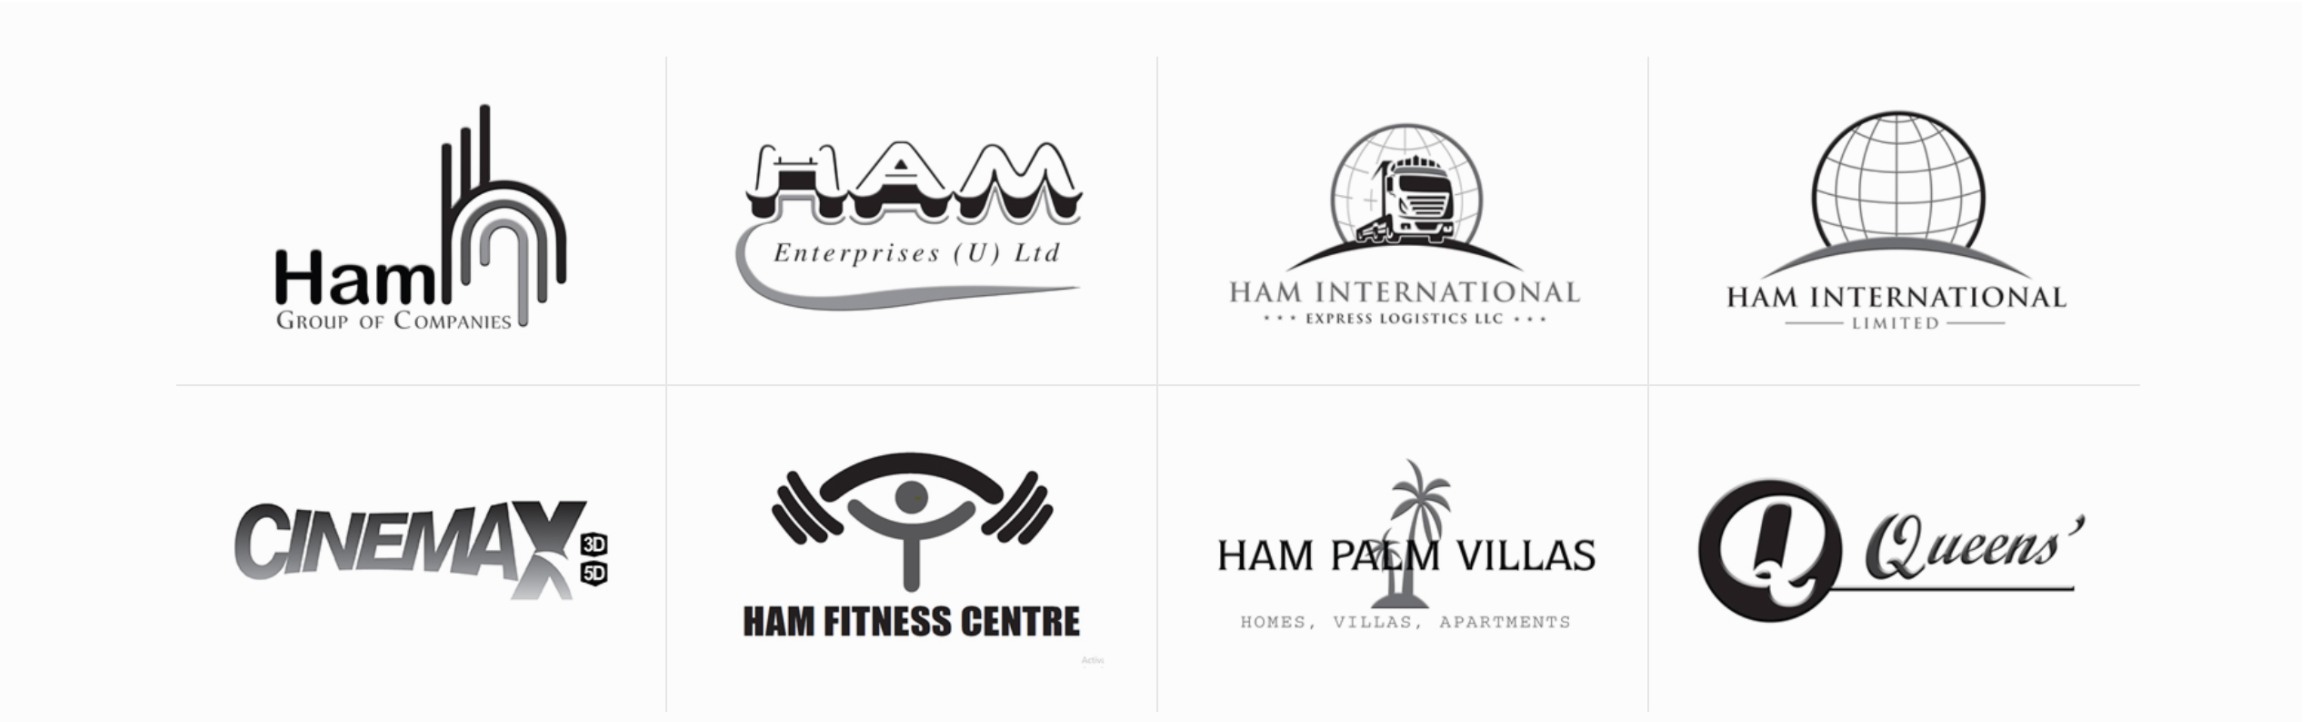 Ham
GROUP OF COMPANIES
HAM
Enterprises (U) Ltd
HAM INTERNATIONAL
EXPRESS LOGISTICS LLC
HAM INTERNATIONAL
LIMITED
CINEMAX
3D
5D
HAM FITNESS CENTRE
Activa
HAM PALM VILLAS
HOMES, VILLAS, APARTMENTS
Q
Queens'